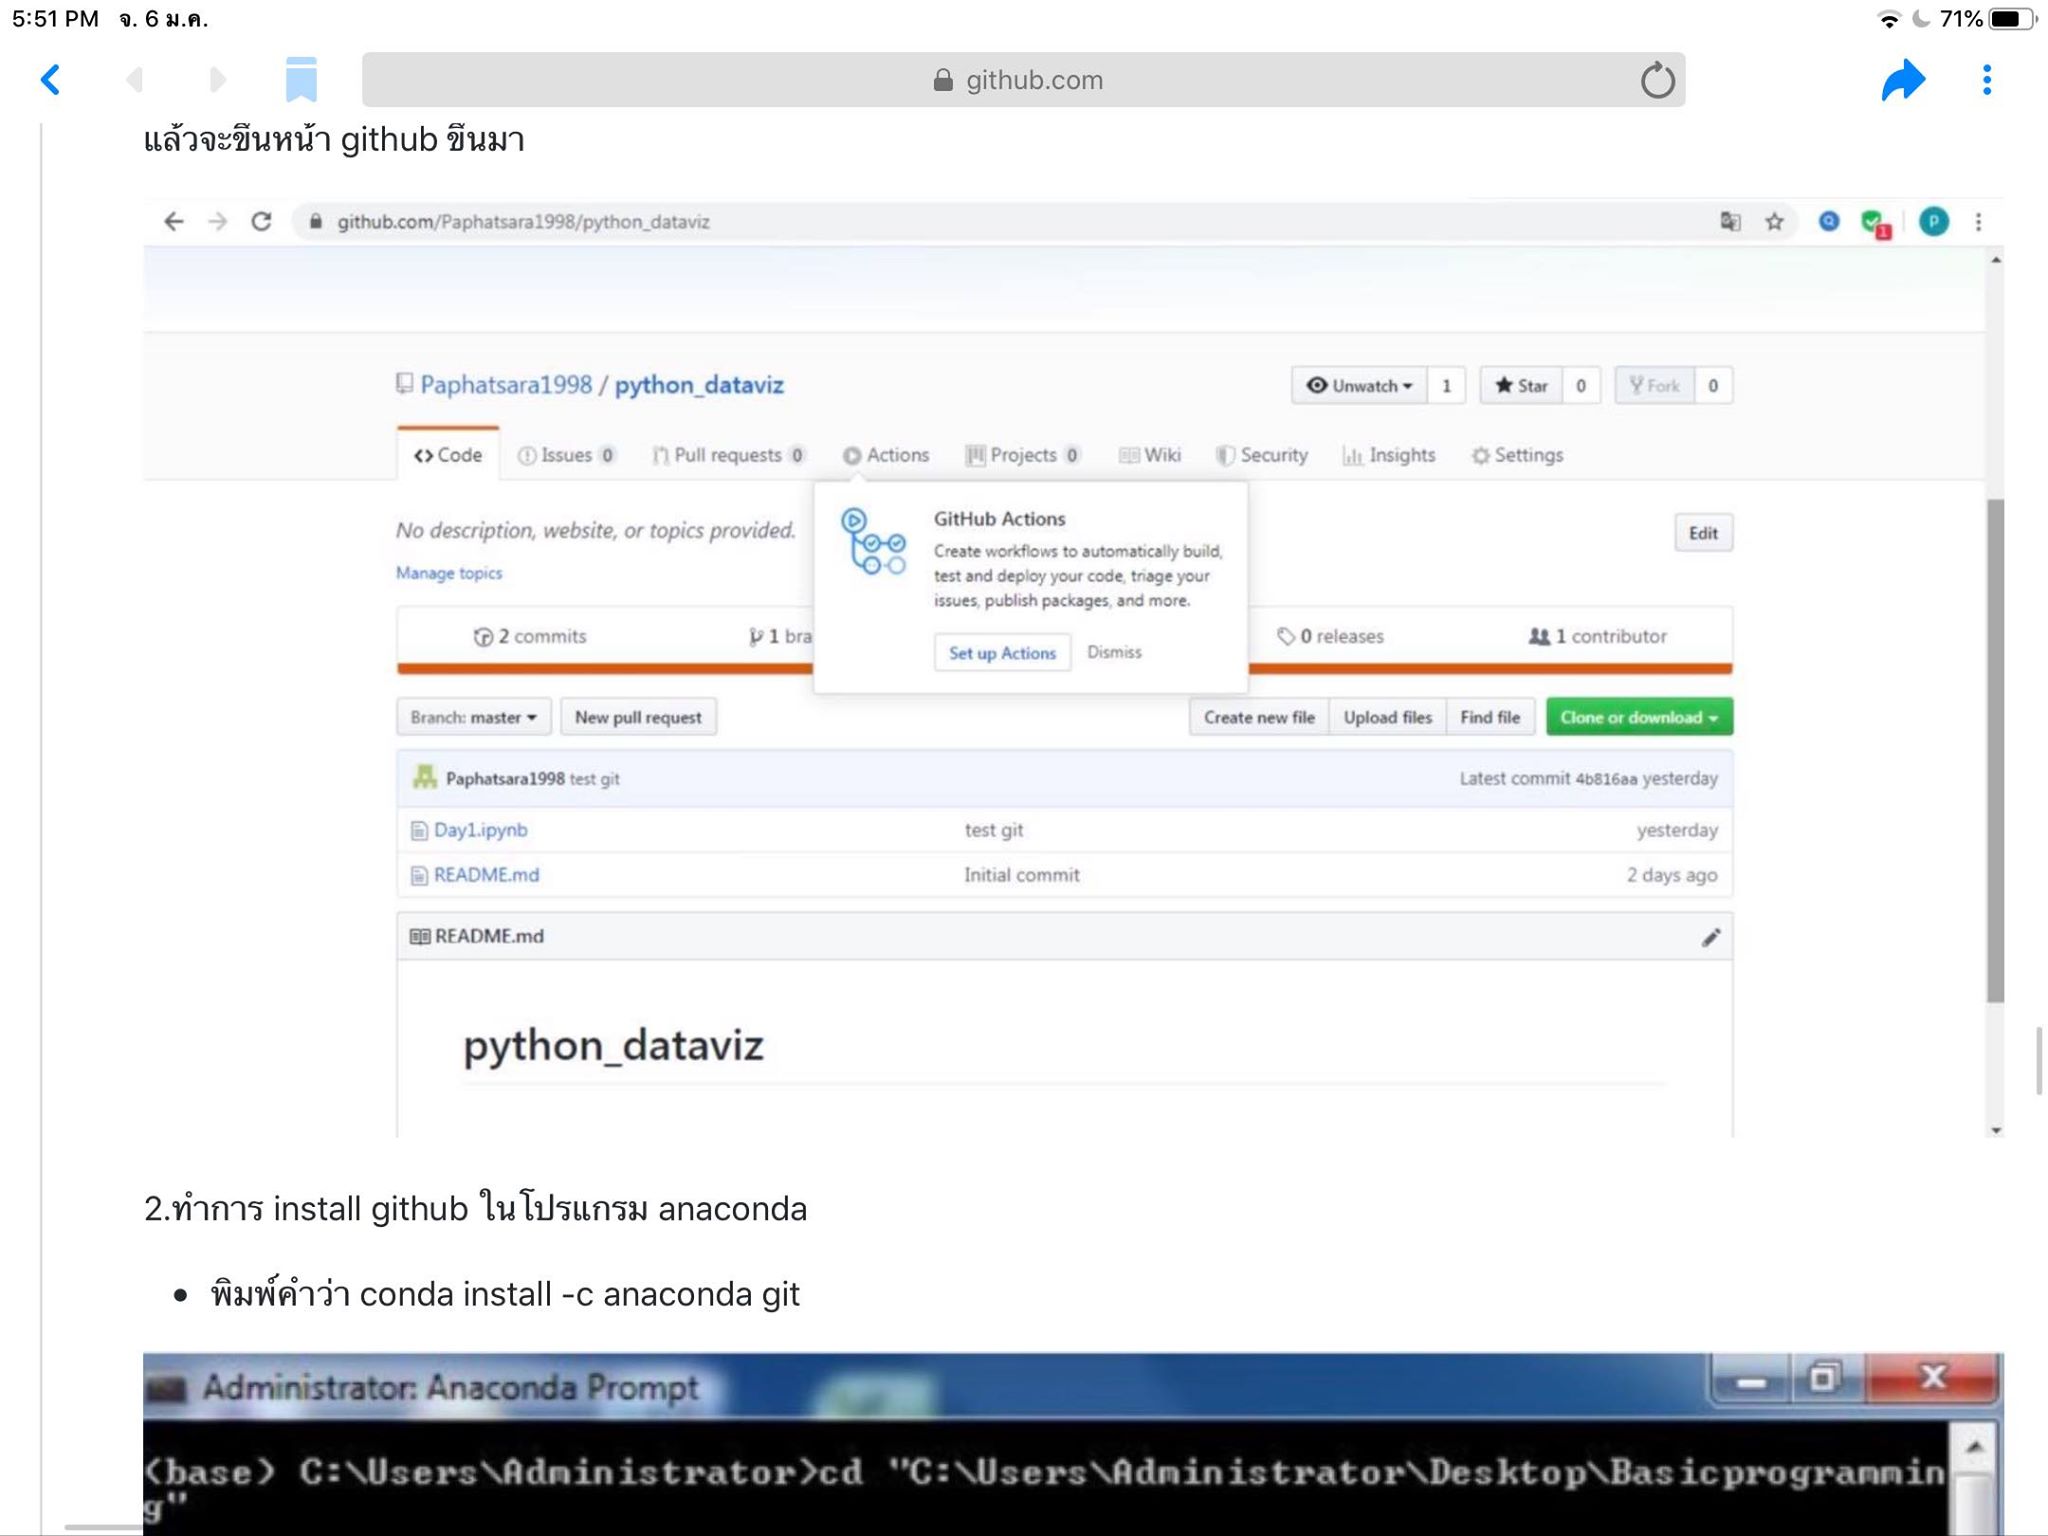 5:51 PM จ. 6 ม.ค.
71%
github.com
แล้วจะขึ้นหน้า github ขึ้นมา
github.com/Paphatsara1998/python_dataviz
P
1
Paphatsara1998 / python_dataviz
Unwatch 1 Star 0 Fork 0
Code Issues 0 Pull requests 0 Actions Projects 0 Wiki Security Insights Settings
No description, website, or topics provided.
Edit
Manage topics
GitHub Actions
Create workflows to automatically build,
test and deploy your code, triage your
issues, publish packages, and more.
Set up Actions Dismiss
2 commits 1 bra 0 releases 1 contributor
Branch: master New pull request Create new file Upload files Find file Clone or download
Paphatsara1998 test git Latest commit 4b816aa yesterday
Day1.ipynb test git yesterday
README.md Initial commit 2 days ago
README.md
python_dataviz
2.ทำการ install github ในโปรแกรม anaconda
• พิมพ์คำว่า conda install -c anaconda git
Administrator: Anaconda Prompt
(base) C:\Users\Administrator>cd "C:\Users\Administrator\Desktop\Basicprogrammin
g"